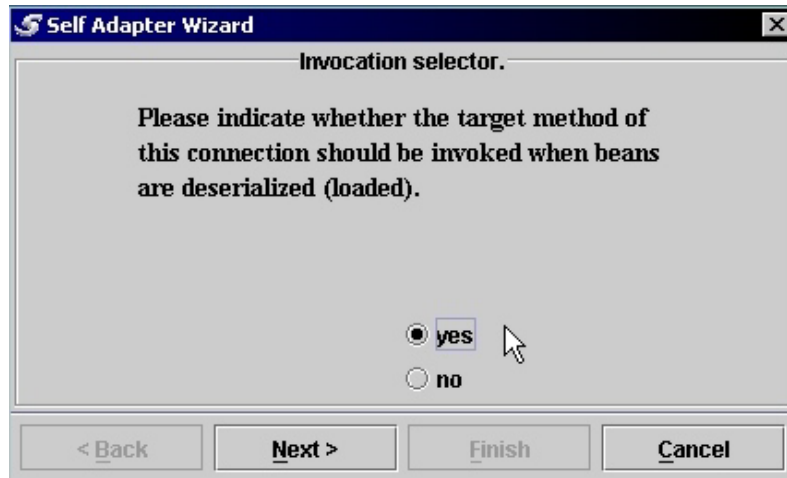 Self Adapter Wizard
Invocation selector.
Please indicate whether the target method of
this connection should be invoked when beans
are deserialized (loaded).
yes
no
< Back
Next >
Finish
Cancel